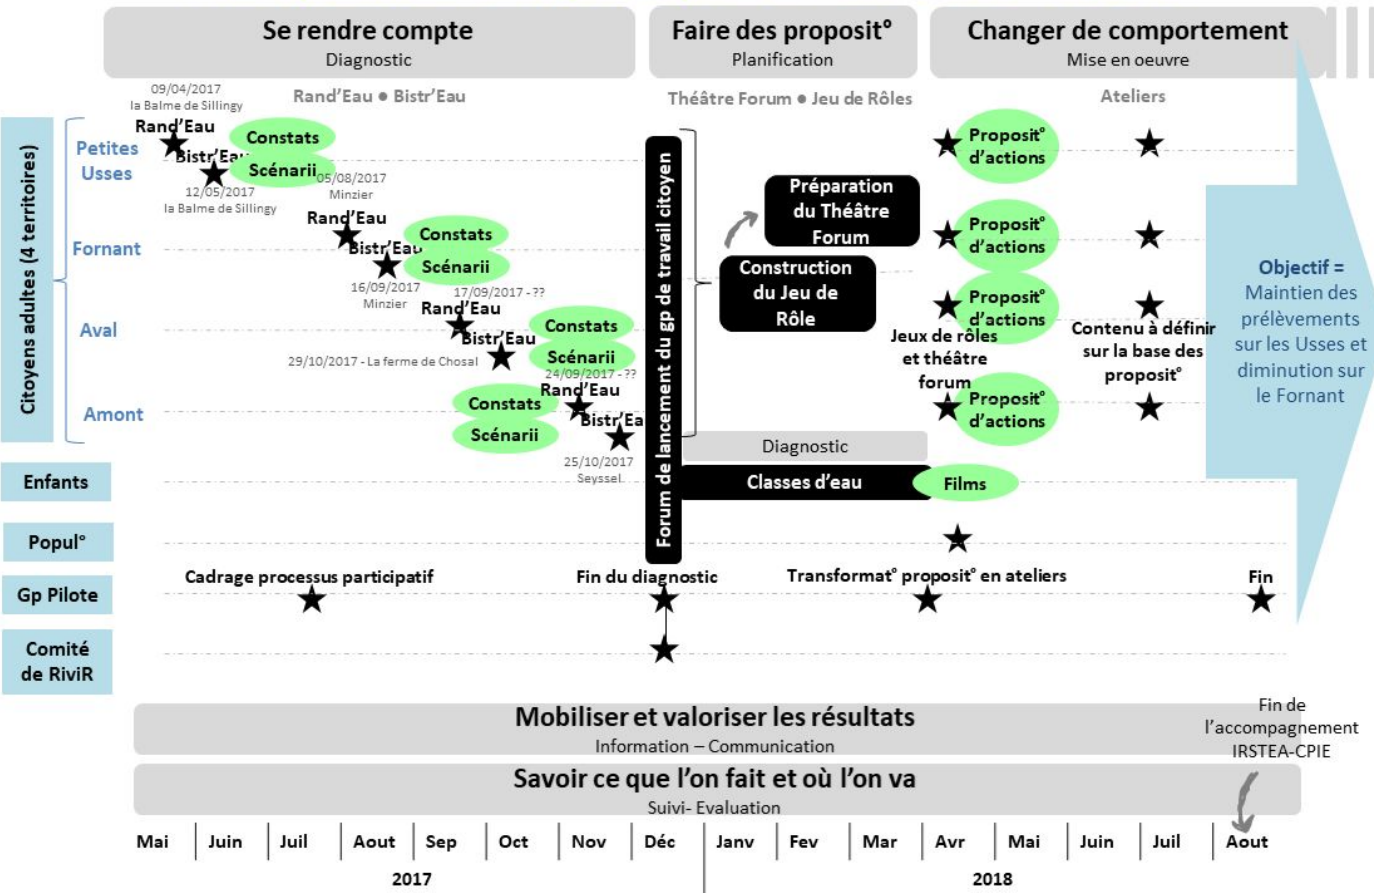 Se rendre compte
Diagnostic
Faire des proposit°
Planification
Changer de comportement
Mise en oeuvre
Rand'Eau ● Bistr'Eau
Théâtre Forum ● Jeu de Rôles
Ateliers
Citoyens adultes (4 territoires)
Petites
Usses
09/04/2017
la Balme de Sillingy
Rand'Eau
Bistr'Eau
12/05/2017
la Balme de Sillingy
Constats
Scénarii
Fornant
05/08/2017
Minzier
Rand'Eau
Bistr'Eau
16/09/2017
Minzier
Constats
Scénarii
Aval
17/09/2017 - ??
Rand'Eau
Bistr'Eau
29/10/2017 - La ferme de Chosal
Constats
Scénarii
Amont
24/09/2017 - ??
Rand'Eau
Bistr'Ea
25/10/2017
Seyssel
Constats
Scénarii
Forum de lancement du gp de travail citoyen
Préparation
du Théâtre
Forum
Construction
du Jeu de
Rôle
Proposit°
d'actions
Proposit°
d'actions
Proposit°
d'actions
Jeux de rôles
et théâtre
forum
Proposit°
d'actions
Contenu à définir
sur la base des
proposit°
Objectif =
Maintien des
prélèvements
sur les Usses et
diminution sur
le Fornant
Enfants
Diagnostic
Classes d'eau
Films
Popul°
Gp Pilote
Cadrage processus participatif
Fin du diagnostic
Transformat° proposit° en ateliers
Fin
Comité
de RiviR
Mobiliser et valoriser les résultats
Information – Communication
Savoir ce que l'on fait et où l'on va
Suivi- Evaluation
Fin de
l'accompagnement
IRSTEA-CPIE
Mai Juin Juil Aout Sep Oct Nov Déc Janv Fev Mar Avr Mai Juin Juil Aout
2017 2018